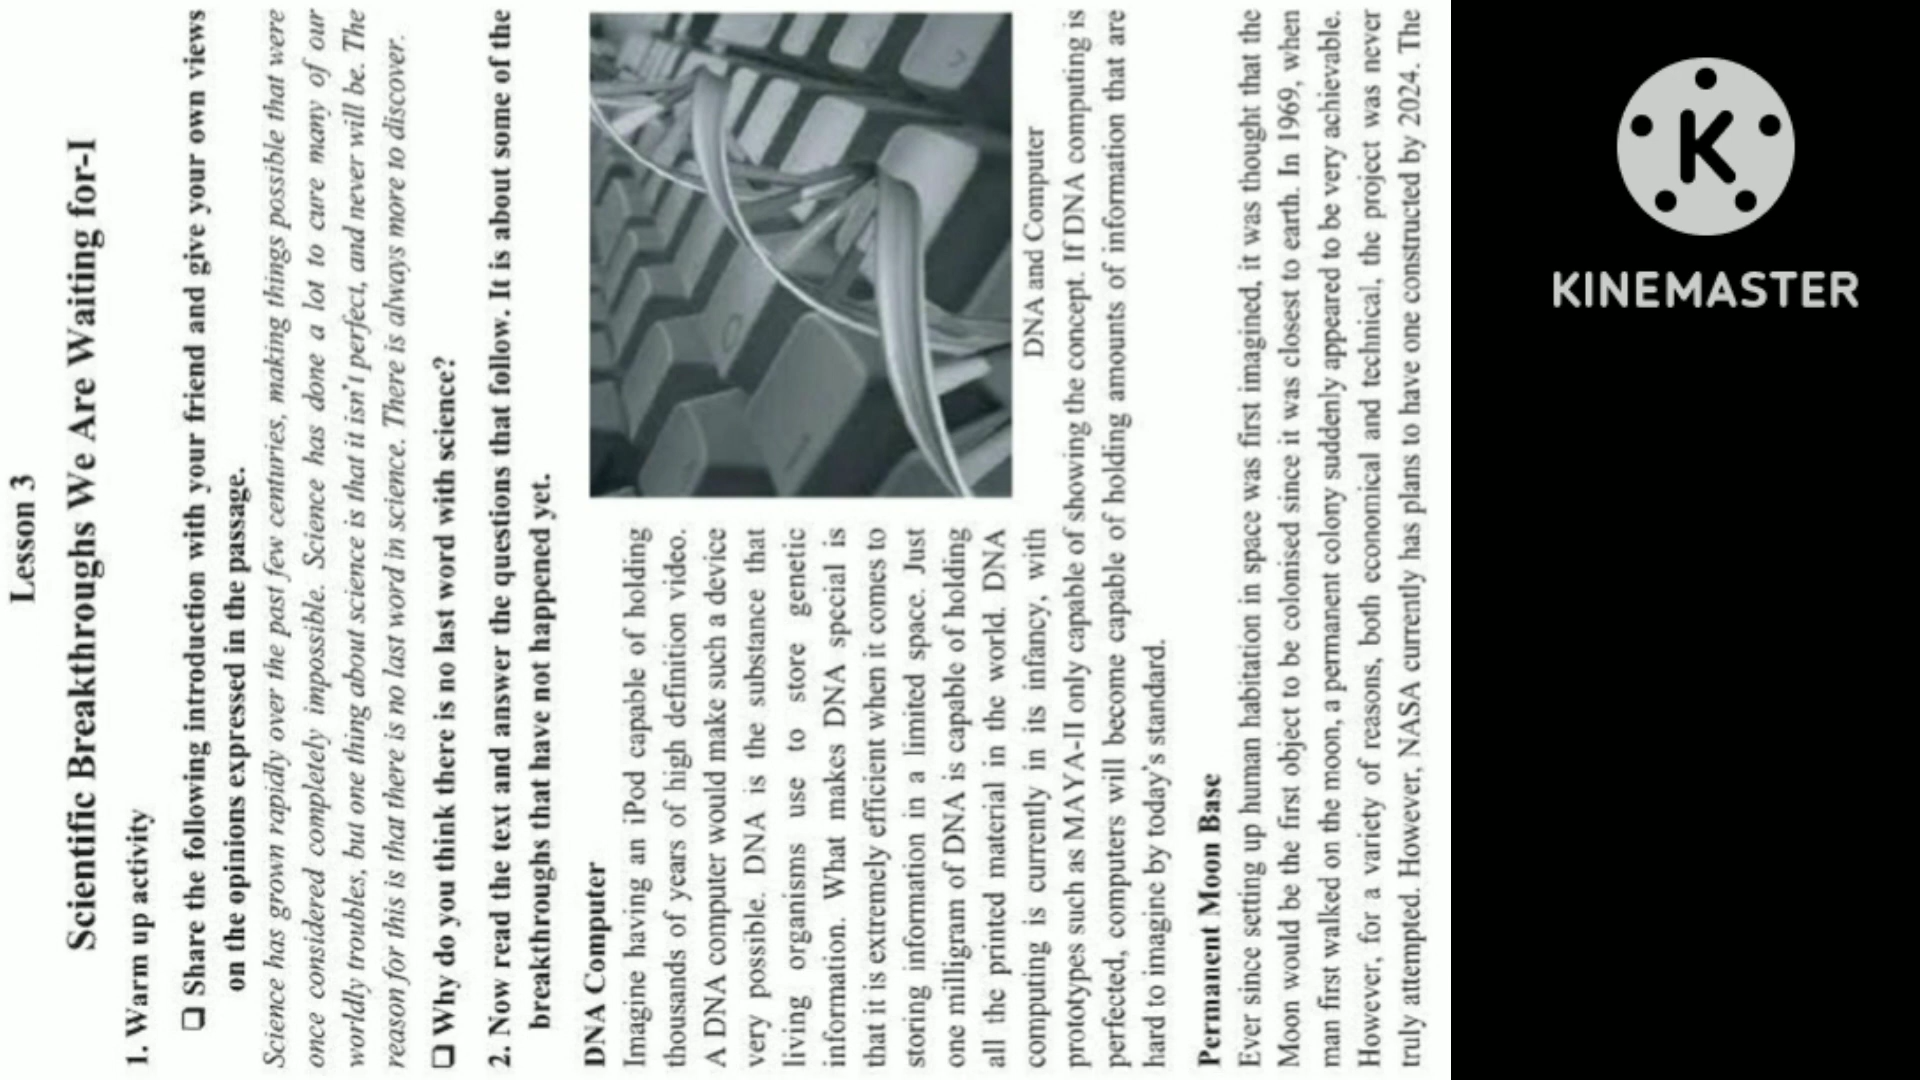 Lesson 3
Scientific Breakthroughs We Are Waiting for-I
1. Warm up activity
❑ Share the following introduction with your friend and give your own views
on the opinions expressed in the passage.
Science has grown rapidly over the past few centuries, making things possible that were
once considered completely impossible. Science has done a lot to cure many of our
worldly troubles, but one thing about science is that it isn't perfect, and never will be. The
reason for this is that there is no last word in science. There is always more to discover.
❑ Why do you think there is no last word with science?
2. Now read the text and answer the questions that follow. It is about some of the
breakthroughs that have not happened yet.
DNA Computer
Imagine having an iPod capable of holding
thousands of years of high definition video.
A DNA computer would make such a device
very possible. DNA is the substance that
living organisms use to store genetic
information. What makes DNA special is
that it is extremely efficient when it comes to
storing information in a limited space. Just
one milligram of DNA is capable of holding
all the printed material in the world. DNA
computing is currently in its infancy, with
DNA and Computer
prototypes such as MAYA-II only capable of showing the concept. If DNA computing is
perfected, computers will become capable of holding amounts of information that are
hard to imagine by today's standard.
Permanent Moon Base
Ever since setting up human habitation in space was first imagined, it was thought that the
Moon would be the first object to be colonised since it was closest to earth. In 1969, when
man first walked on the moon, a permanent colony suddenly appeared to be very achievable.
However, for a variety of reasons, both economical and technical, the project was never
truly attempted. However, NASA currently has plans to have one constructed by 2024. The
K
KINEMASTER